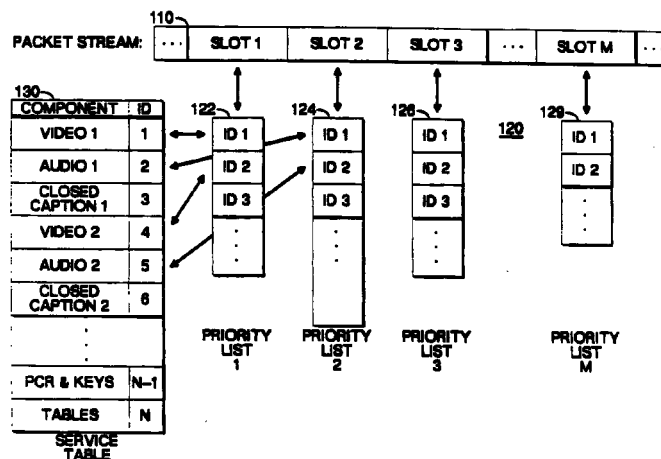 110
PACKET STREAM: ... SLOT 1 SLOT 2 SLOT 3 ... SLOT M ...
130 122 124 126 120 129
COMPONENT ID
VIDEO 1 1
AUDIO 1 2
CLOSED CAPTION 1 3
VIDEO 2 4
AUDIO 2 5
CLOSED CAPTION 2 6
PCR & KEYS N-1
TABLES N
SERVICE TABLE
ID 1
ID 2
ID 3
PRIORITY LIST 1
ID 1
ID 2
ID 3
PRIORITY LIST 2
ID 1
ID 2
ID 3
PRIORITY LIST 3
ID 1
ID 2
PRIORITY LIST M